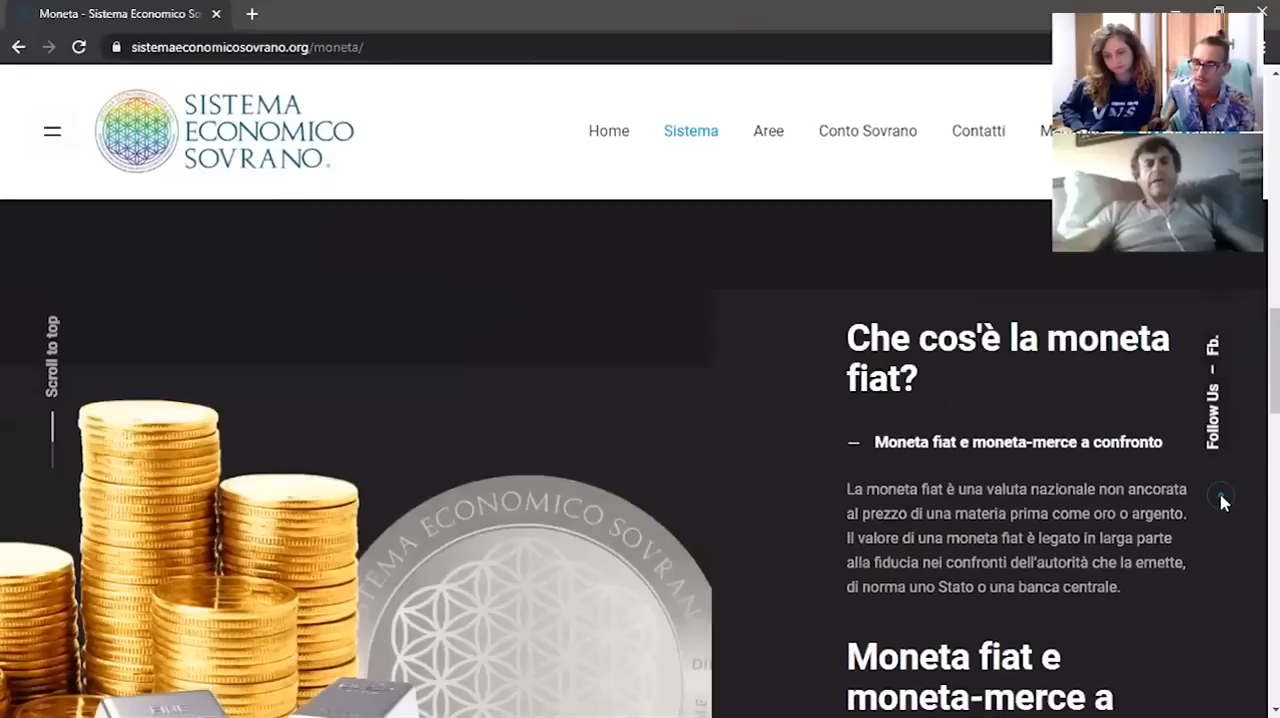 Moneta - Sistema Economico So
sistemaeconomicosovrano.org/moneta/
SISTEMA
ECONOMICO
SOVRANO
Home
Sistema
Aree
Conto Sovrano
Contatti
Scroll to top
Che cos'è la moneta
fiat?
— Moneta fiat e moneta-merce a confronto
La moneta fiat è una valuta nazionale non ancorata
al prezzo di una materia prima come oro o argento.
Il valore di una moneta fiat è legato in larga parte
alla fiducia nei confronti dell'autorità che la emette,
di norma uno Stato o una banca centrale.
Moneta fiat e
moneta-merce a
Follow Us — Fb.
ECONOMICO SOVRAN
FINE